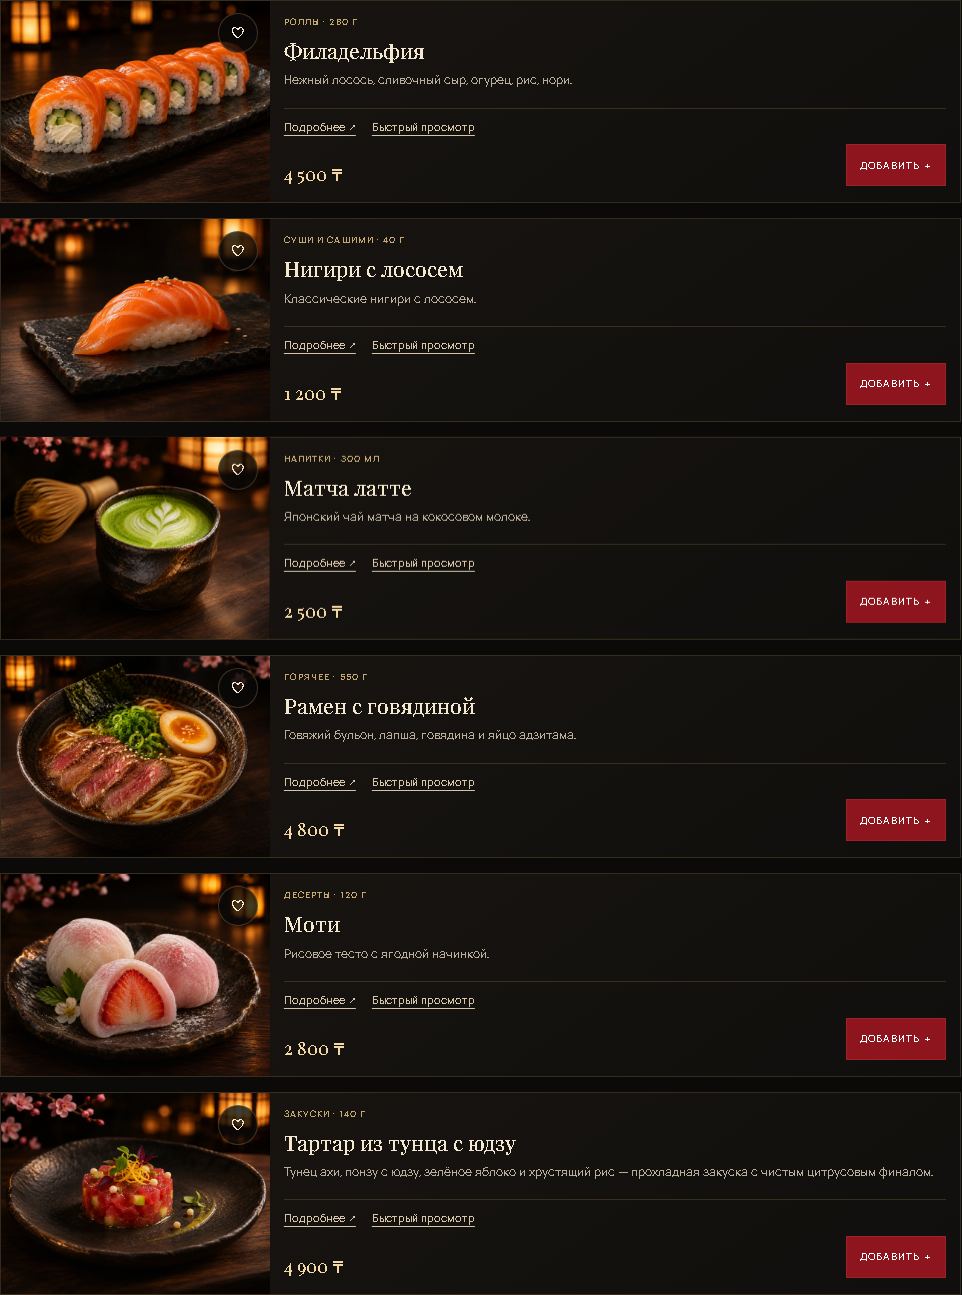 РОЛЛЫ · 280 Г
Филадельфия
Нежный лосось, сливочный сыр, огурец, рис, нори.
Подробнее ↗ Быстрый просмотр
4 500 ₸ ДОБАВИТЬ +
СУШИ И САШИМИ · 40 Г
Нигири с лососем
Классические нигири с лососем.
Подробнее ↗ Быстрый просмотр
1 200 ₸ ДОБАВИТЬ +
НАПИТКИ · 300 МЛ
Матча латте
Японский чай матча на кокосовом молоке.
Подробнее ↗ Быстрый просмотр
2 500 ₸ ДОБАВИТЬ +
ГОРЯЧЕЕ · 550 Г
Рамен с говядиной
Говяжий бульон, лапша, говядина и яйцо адзитама.
Подробнее ↗ Быстрый просмотр
4 800 ₸ ДОБАВИТЬ +
ДЕСЕРТЫ · 120 Г
Моти
Рисовое тесто с ягодной начинкой.
Подробнее ↗ Быстрый просмотр
2 800 ₸ ДОБАВИТЬ +
ЗАКУСКИ · 140 Г
Тартар из тунца с юдзу
Тунец ахи, понзу с юдзу, зелёное яблоко и хрустящий рис — прохладная закуска с чистым цитрусовым финалом.
Подробнее ↗ Быстрый просмотр
4 900 ₸ ДОБАВИТЬ +